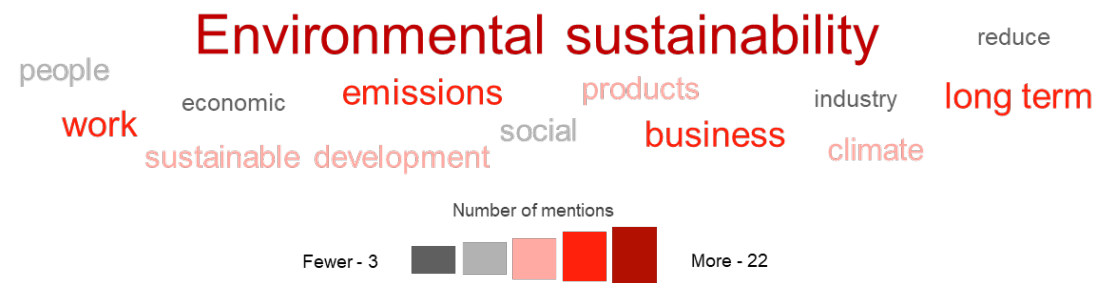 Environmental sustainability
reduce
people
economic
emissions
products
industry
long term
work
social
business
sustainable development
climate
Number of mentions
Fewer - 3
More - 22